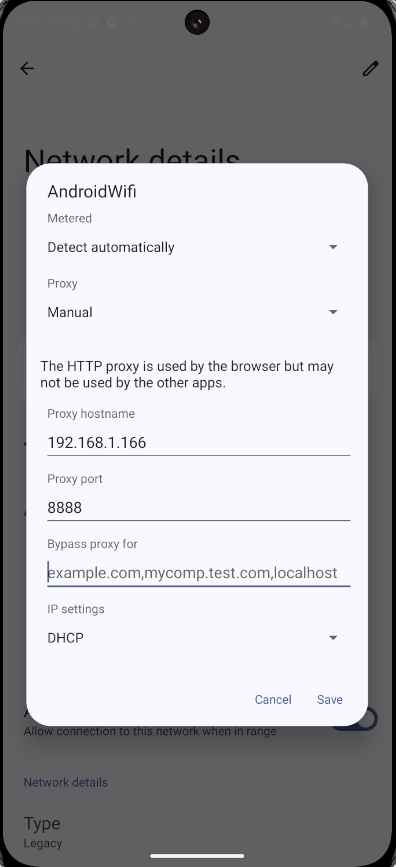 Network details
AndroidWifi
Metered
Detect automatically
Proxy
Manual
The HTTP proxy is used by the browser but may
not be used by the other apps.
Proxy hostname
192.168.1.166
Proxy port
8888
Bypass proxy for
example.com,mycomp.test.com,localhost
IP settings
DHCP
Cancel
Save
Allow connection to this network when in range
Network details
Type
Legacy